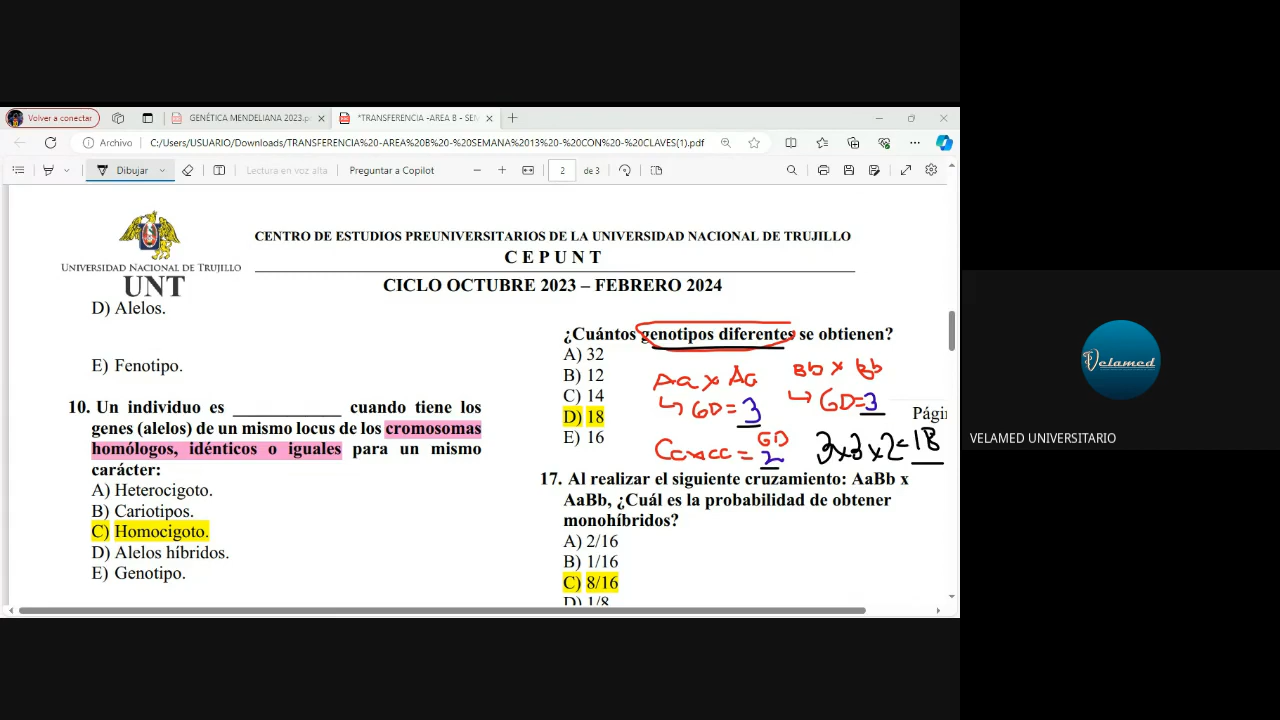 Volver a conectar
GENÉTICA MENDELIANA 2023.p
*TRANSFERENCIA -AREA B - SEM
Archivo
C:/Users/USUARIO/Downloads/TRANSFERENCIA%20-AREA%20B%20-%20SEMANA%2013%20-%20CON%20-%20CLAVES(1).pdf
Dibujar
Lectura en voz alta
Preguntar a Copilot
2
de 3
UNIVERSIDAD NACIONAL DE TRUJILLO
UNT
CENTRO DE ESTUDIOS PREUNIVERSITARIOS DE LA UNIVERSIDAD NACIONAL DE TRUJILLO
C E P U N T
CICLO OCTUBRE 2023 – FEBRERO 2024
D) Alelos.
E) Fenotipo.
10. Un individuo es ____________ cuando tiene los
genes (alelos) de un mismo locus de los cromosomas
homólogos, idénticos o iguales para un mismo
carácter:
A) Heterocigoto.
B) Cariotipos.
C) Homocigoto.
D) Alelos híbridos.
E) Genotipo.
¿Cuántos genotipos diferentes se obtienen?
A) 32
B) 12
C) 14
D) 18
E) 16
Aa x Aa
GD= 3
Bb x Bb
GD=3
Ccxcc =
GD
2
3x3x2=18
Pági
17. Al realizar el siguiente cruzamiento: AaBb x
AaBb, ¿Cuál es la probabilidad de obtener
monohíbridos?
A) 2/16
B) 1/16
C) 8/16
D) 1/8
Velamed
VELAMED UNIVERSITARIO